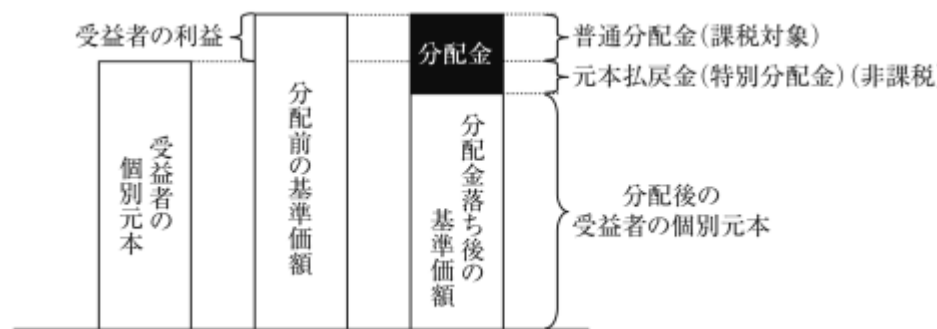 受益者の利益
受益者の
個別元本
分配前の基準価額
分配金
分配金落ち後の
基準価額
普通分配金(課税対象)
元本払戻金(特別分配金)(非課税
分配後の
受益者の個別元本